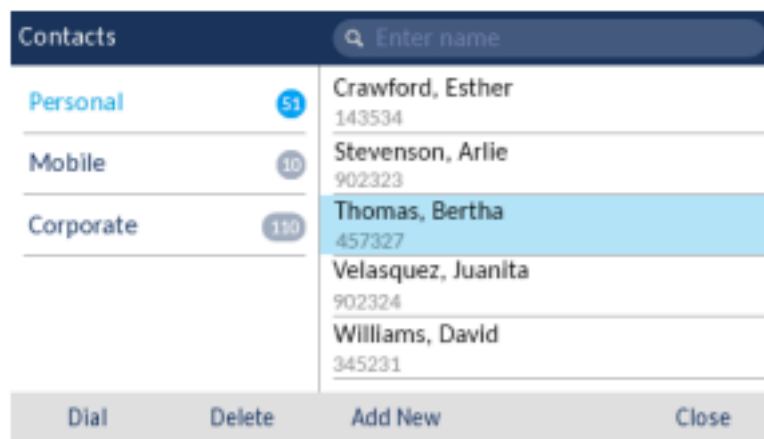 Contacts
Enter name
Personal 51
Mobile 10
Corporate 110
Crawford, Esther
143534
Stevenson, Arlie
902323
Thomas, Bertha
457327
Velasquez, Juanita
902324
Williams, David
345231
Dial Delete Add New Close